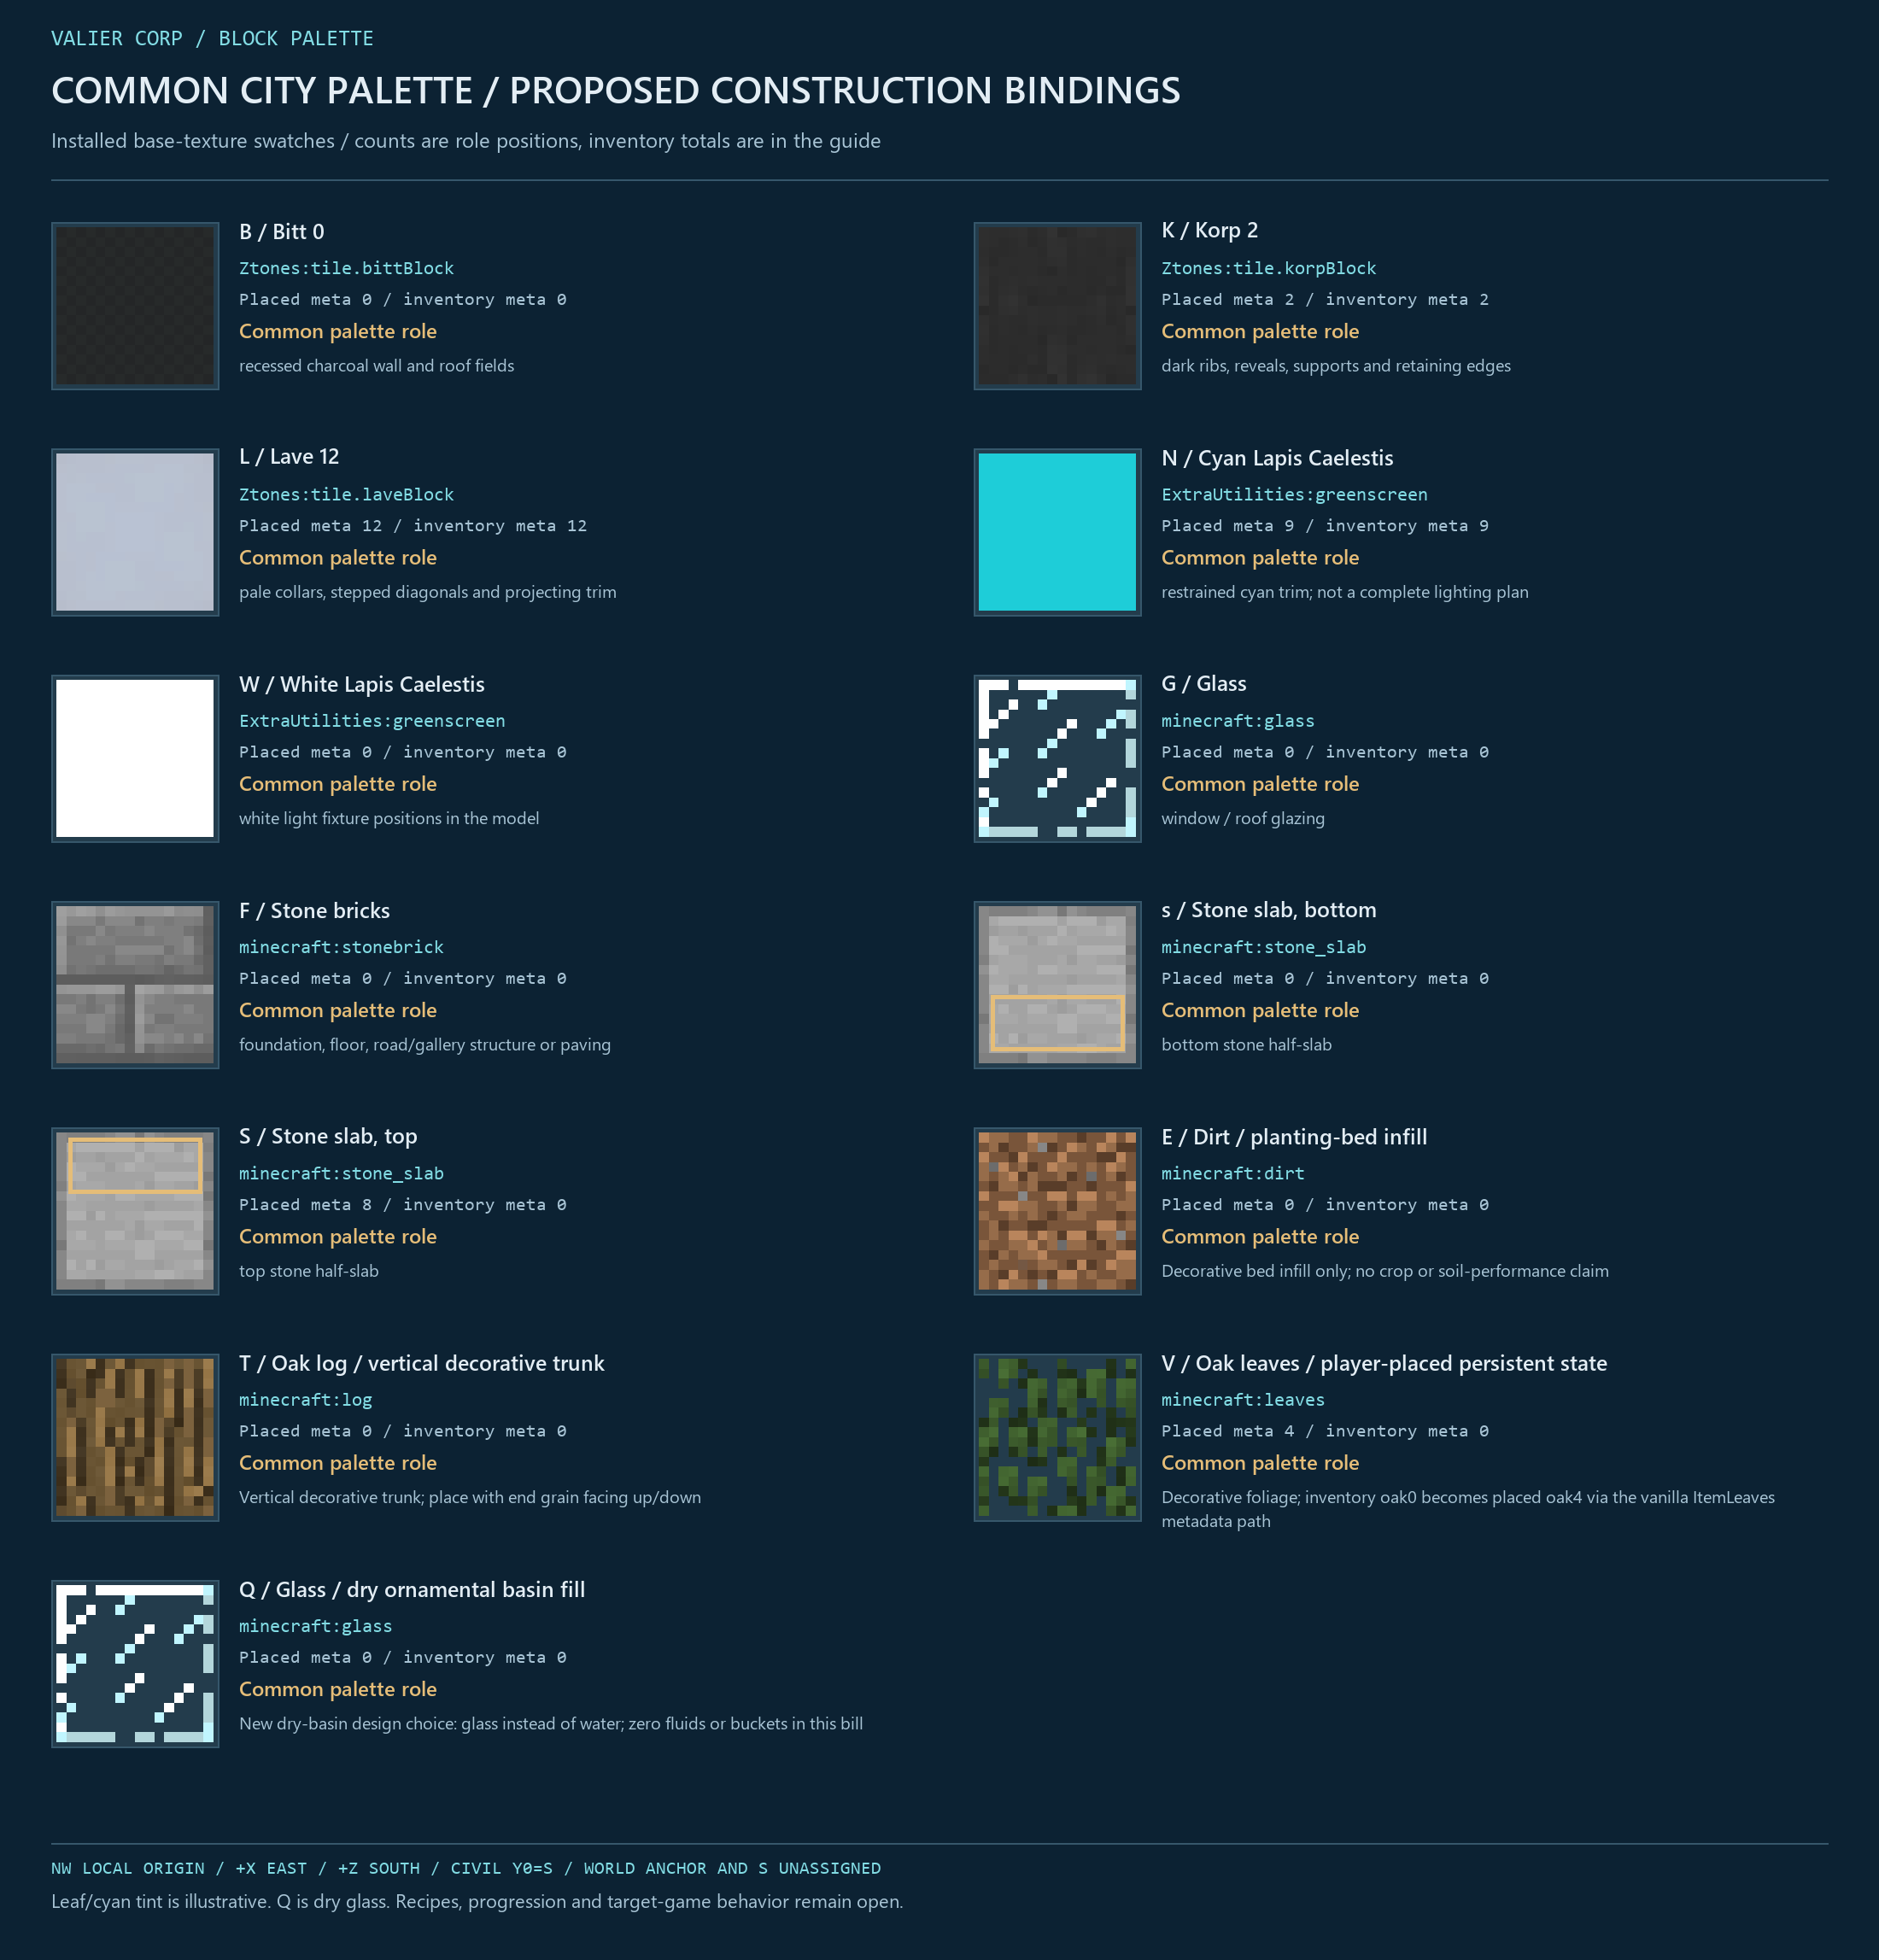 VALIER CORP / BLOCK PALETTE
COMMON CITY PALETTE / PROPOSED CONSTRUCTION BINDINGS
Installed base-texture swatches / counts are role positions, inventory totals are in the guide
B / Bitt 0
Ztones:tile.bittBlock
Placed meta 0 / inventory meta 0
Common palette role
recessed charcoal wall and roof fields
K / Korp 2
Ztones:tile.korpBlock
Placed meta 2 / inventory meta 2
Common palette role
dark ribs, reveals, supports and retaining edges
L / Lave 12
Ztones:tile.laveBlock
Placed meta 12 / inventory meta 12
Common palette role
pale collars, stepped diagonals and projecting trim
N / Cyan Lapis Caelestis
ExtraUtilities:greenscreen
Placed meta 9 / inventory meta 9
Common palette role
restrained cyan trim; not a complete lighting plan
W / White Lapis Caelestis
ExtraUtilities:greenscreen
Placed meta 0 / inventory meta 0
Common palette role
white light fixture positions in the model
G / Glass
minecraft:glass
Placed meta 0 / inventory meta 0
Common palette role
window / roof glazing
F / Stone bricks
minecraft:stonebrick
Placed meta 0 / inventory meta 0
Common palette role
foundation, floor, road/gallery structure or paving
s / Stone slab, bottom
minecraft:stone_slab
Placed meta 0 / inventory meta 0
Common palette role
bottom stone half-slab
S / Stone slab, top
minecraft:stone_slab
Placed meta 8 / inventory meta 0
Common palette role
top stone half-slab
E / Dirt / planting-bed infill
minecraft:dirt
Placed meta 0 / inventory meta 0
Common palette role
Decorative bed infill only; no crop or soil-performance claim
T / Oak log / vertical decorative trunk
minecraft:log
Placed meta 0 / inventory meta 0
Common palette role
Vertical decorative trunk; place with end grain facing up/down
V / Oak leaves / player-placed persistent state
minecraft:leaves
Placed meta 4 / inventory meta 0
Common palette role
Decorative foliage; inventory oak0 becomes placed oak4 via the vanilla ItemLeaves
metadata path
Q / Glass / dry ornamental basin fill
minecraft:glass
Placed meta 0 / inventory meta 0
Common palette role
New dry-basin design choice: glass instead of water; zero fluids or buckets in this bill
NW LOCAL ORIGIN / +X EAST / +Z SOUTH / CIVIL Y0=S / WORLD ANCHOR AND S UNASSIGNED
Leaf/cyan tint is illustrative. Q is dry glass. Recipes, progression and target-game behavior remain open.